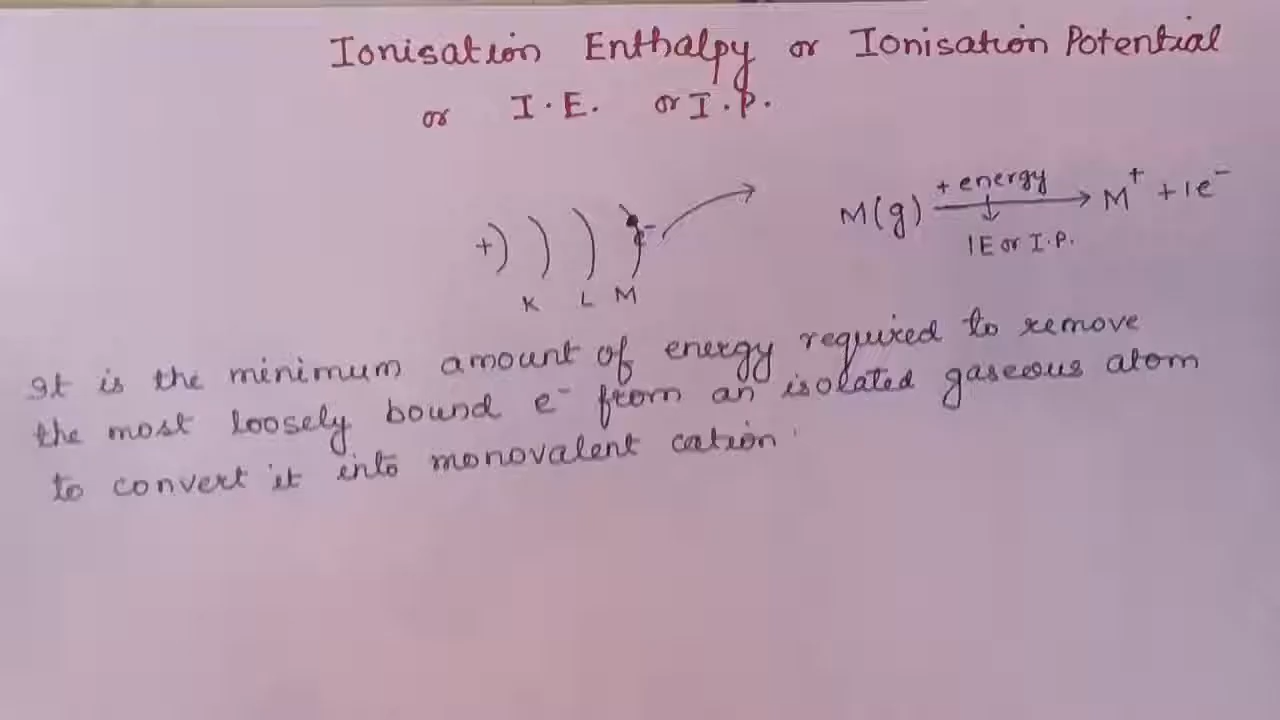 Ionisation Enthalpy or Ionisation Potential
or I.E. or I.P.
+) e-
K L M
M(g) + energy → M+ + 1e-
↓
IE or I.P.
It is the minimum amount of energy required to remove
the most loosely bound e- from an isolated gaseous atom
to convert it into monovalent cation.